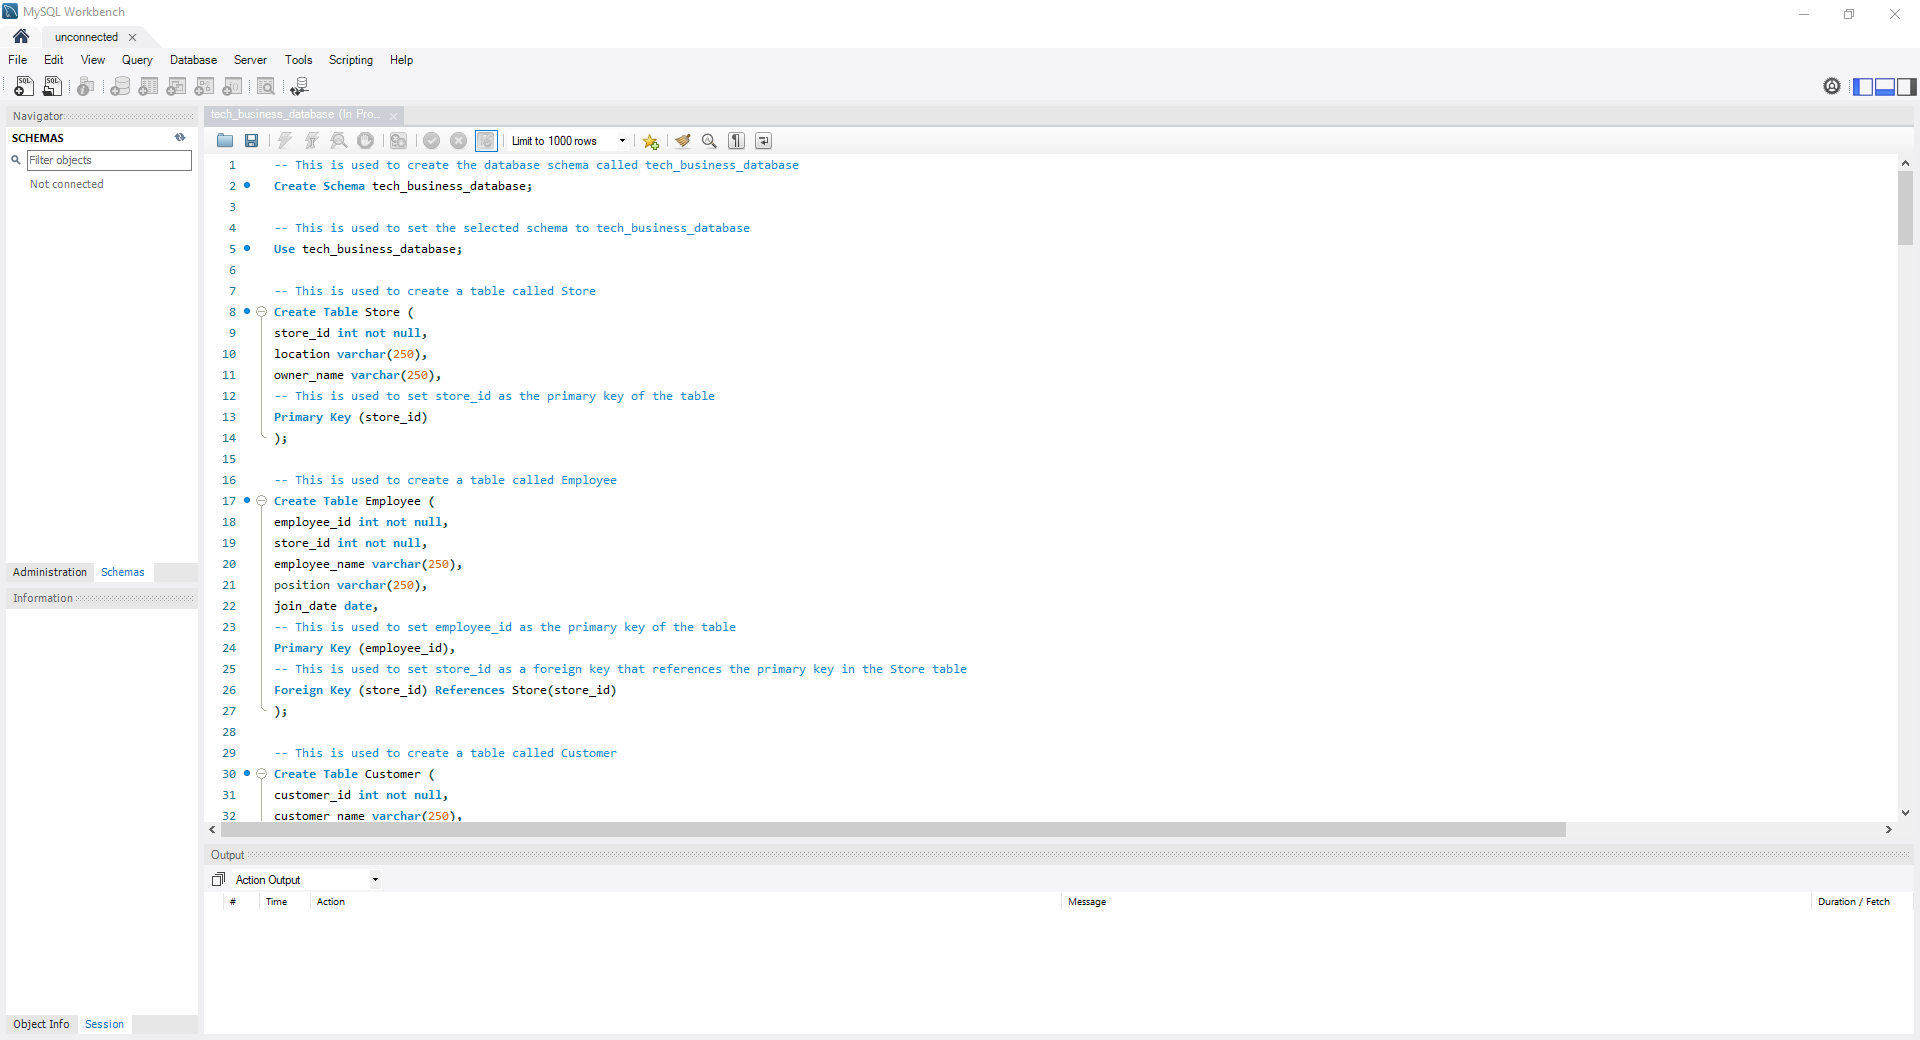 MySQL Workbench
unconnected
File Edit View Query Database Server Tools Scripting Help
Navigator
SCHEMAS
Filter objects
Not connected
Administration Schemas
Information
Object Info Session
tech_business_database (In Pro...
Limit to 1000 rows
1 -- This is used to create the database schema called tech_business_database
2 Create Schema tech_business_database;
3
4 -- This is used to set the selected schema to tech_business_database
5 Use tech_business_database;
6
7 -- This is used to create a table called Store
8 Create Table Store (
9 store_id int not null,
10 location varchar(250),
11 owner_name varchar(250),
12 -- This is used to set store_id as the primary key of the table
13 Primary Key (store_id)
14 );
15
16 -- This is used to create a table called Employee
17 Create Table Employee (
18 employee_id int not null,
19 store_id int not null,
20 employee_name varchar(250),
21 position varchar(250),
22 join_date date,
23 -- This is used to set employee_id as the primary key of the table
24 Primary Key (employee_id),
25 -- This is used to set store_id as a foreign key that references the primary key in the Store table
26 Foreign Key (store_id) References Store(store_id)
27 );
28
29 -- This is used to create a table called Customer
30 Create Table Customer (
31 customer_id int not null,
32 customer_name varchar(250),
Output
Action Output
# Time Action Message Duration / Fetch